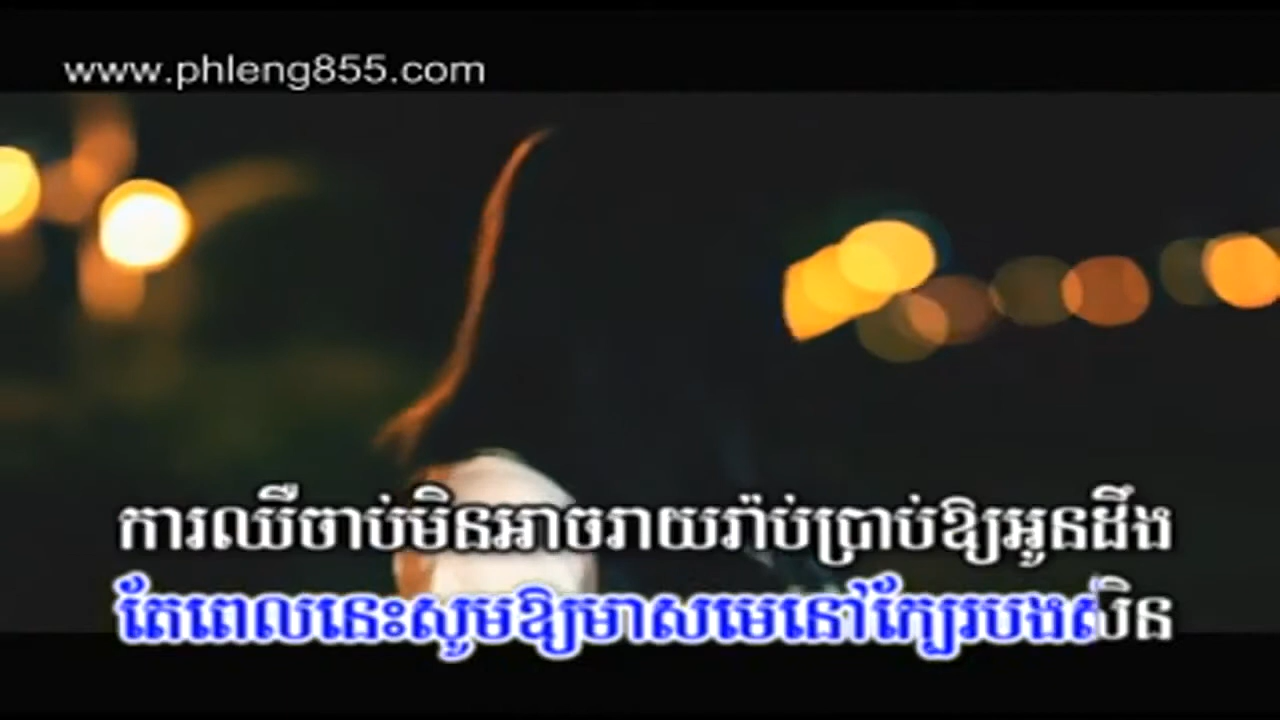 www.phleng855.com
ការឈឺចាប់មិនអាចរាយរ៉ាប់ប្រាប់ឱ្យអូនដឹង
តែពេលនេះសូមឱ្យមាសមេនៅក្បែរបងសិន